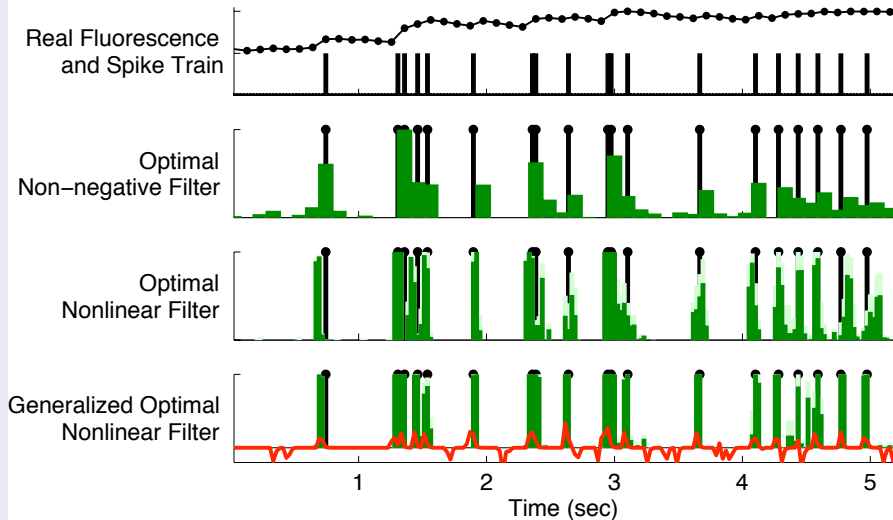 Real Fluorescence
and Spike Train
Optimal
Non−negative Filter
Optimal
Nonlinear Filter
Generalized Optimal
Nonlinear Filter
1 2 3 4 5
Time (sec)